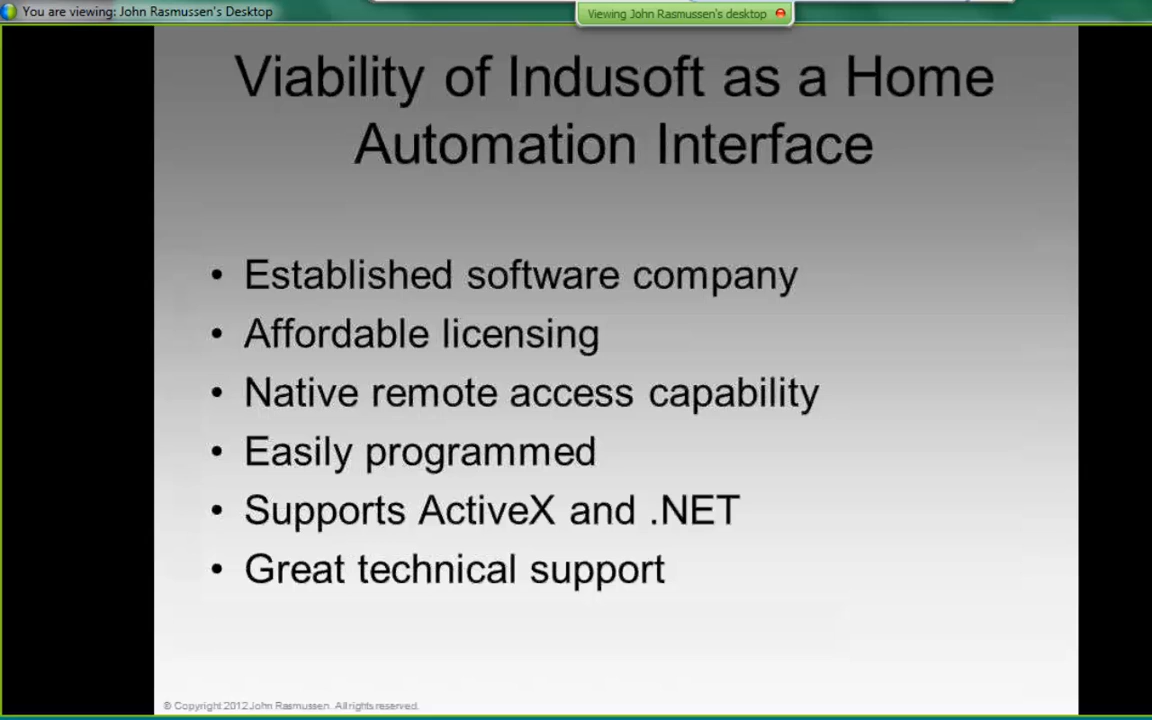 You are viewing: John Rasmussen's Desktop
Viewing John Rasmussen's desktop
Viability of Indusoft as a Home
Automation Interface
• Established software company
• Affordable licensing
• Native remote access capability
• Easily programmed
• Supports ActiveX and .NET
• Great technical support
© Copyright 2012 John Rasmussen. All rights reserved.